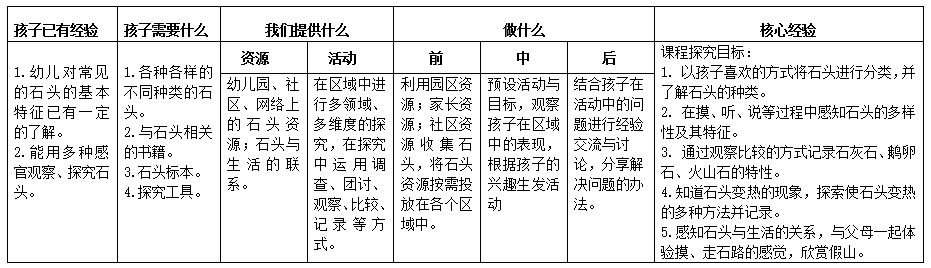 孩子已有经验
孩子需要什么
我们提供什么
做什么
核心经验
资源
活动
前
中
后
1.幼儿对常见
的石头的基本
特征已有一定
的了解。
2.能用多种感
官观察、探究石
头。
1.各种各样的
不同种类的石
头。
2.与石头相关
的书籍。
3.石头标本。
4.探究工具。
幼儿园、社
区、网络上
的石头资
源；石头与
生活的联
系。
在区域中进
行多领域、
多维度的探
究，在探究
中运用调
查、团讨、
观察、比较、
记录等方
式。
利用园区资
源；家长资
源；社区资
源收集石
头，将石头
资源按需投
放在各个区
域中。
预设活动与
目标，观察
孩子在区域
中的表现，
根据孩子的
兴趣生发活
动
结合孩子在
活动中的问
题进行经验
交流与讨
论，分享解
决问题的办
法。
课程探究目标：
1. 以孩子喜欢的方式将石头进行分类，并
了解石头的种类。
2. 在摸、听、说等过程中感知石头的多样
性及其特征。
3. 通过观察比较的方式记录石灰石、鹅卵
石、火山石的特性。
4.知道石头变热的现象，探索使石头变热
的多种方法并记录。
5.感知石头与生活的关系，与父母一起体
验摸、走石路的感觉，欣赏假山。